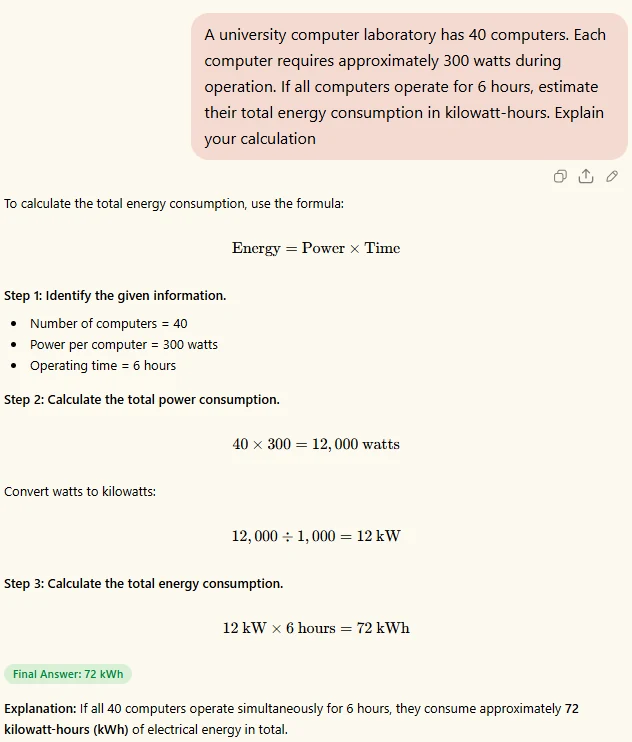 A university computer laboratory has 40 computers. Each
computer requires approximately 300 watts during
operation. If all computers operate for 6 hours, estimate
their total energy consumption in kilowatt-hours. Explain
your calculation
To calculate the total energy consumption, use the formula:
Energy = Power × Time
Step 1: Identify the given information.
• Number of computers = 40
• Power per computer = 300 watts
• Operating time = 6 hours
Step 2: Calculate the total power consumption.
40 × 300 = 12,000 watts
Convert watts to kilowatts:
12,000 ÷ 1,000 = 12 kW
Step 3: Calculate the total energy consumption.
12 kW × 6 hours = 72 kWh
Final Answer: 72 kWh
Explanation: If all 40 computers operate simultaneously for 6 hours, they consume approximately 72
kilowatt-hours (kWh) of electrical energy in total.